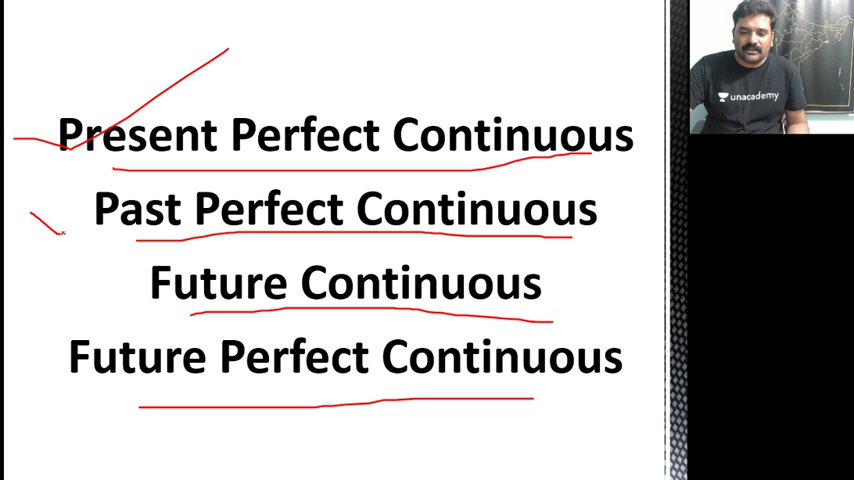 Present Perfect Continuous
Past Perfect Continuous
Future Continuous
Future Perfect Continuous
unacademy